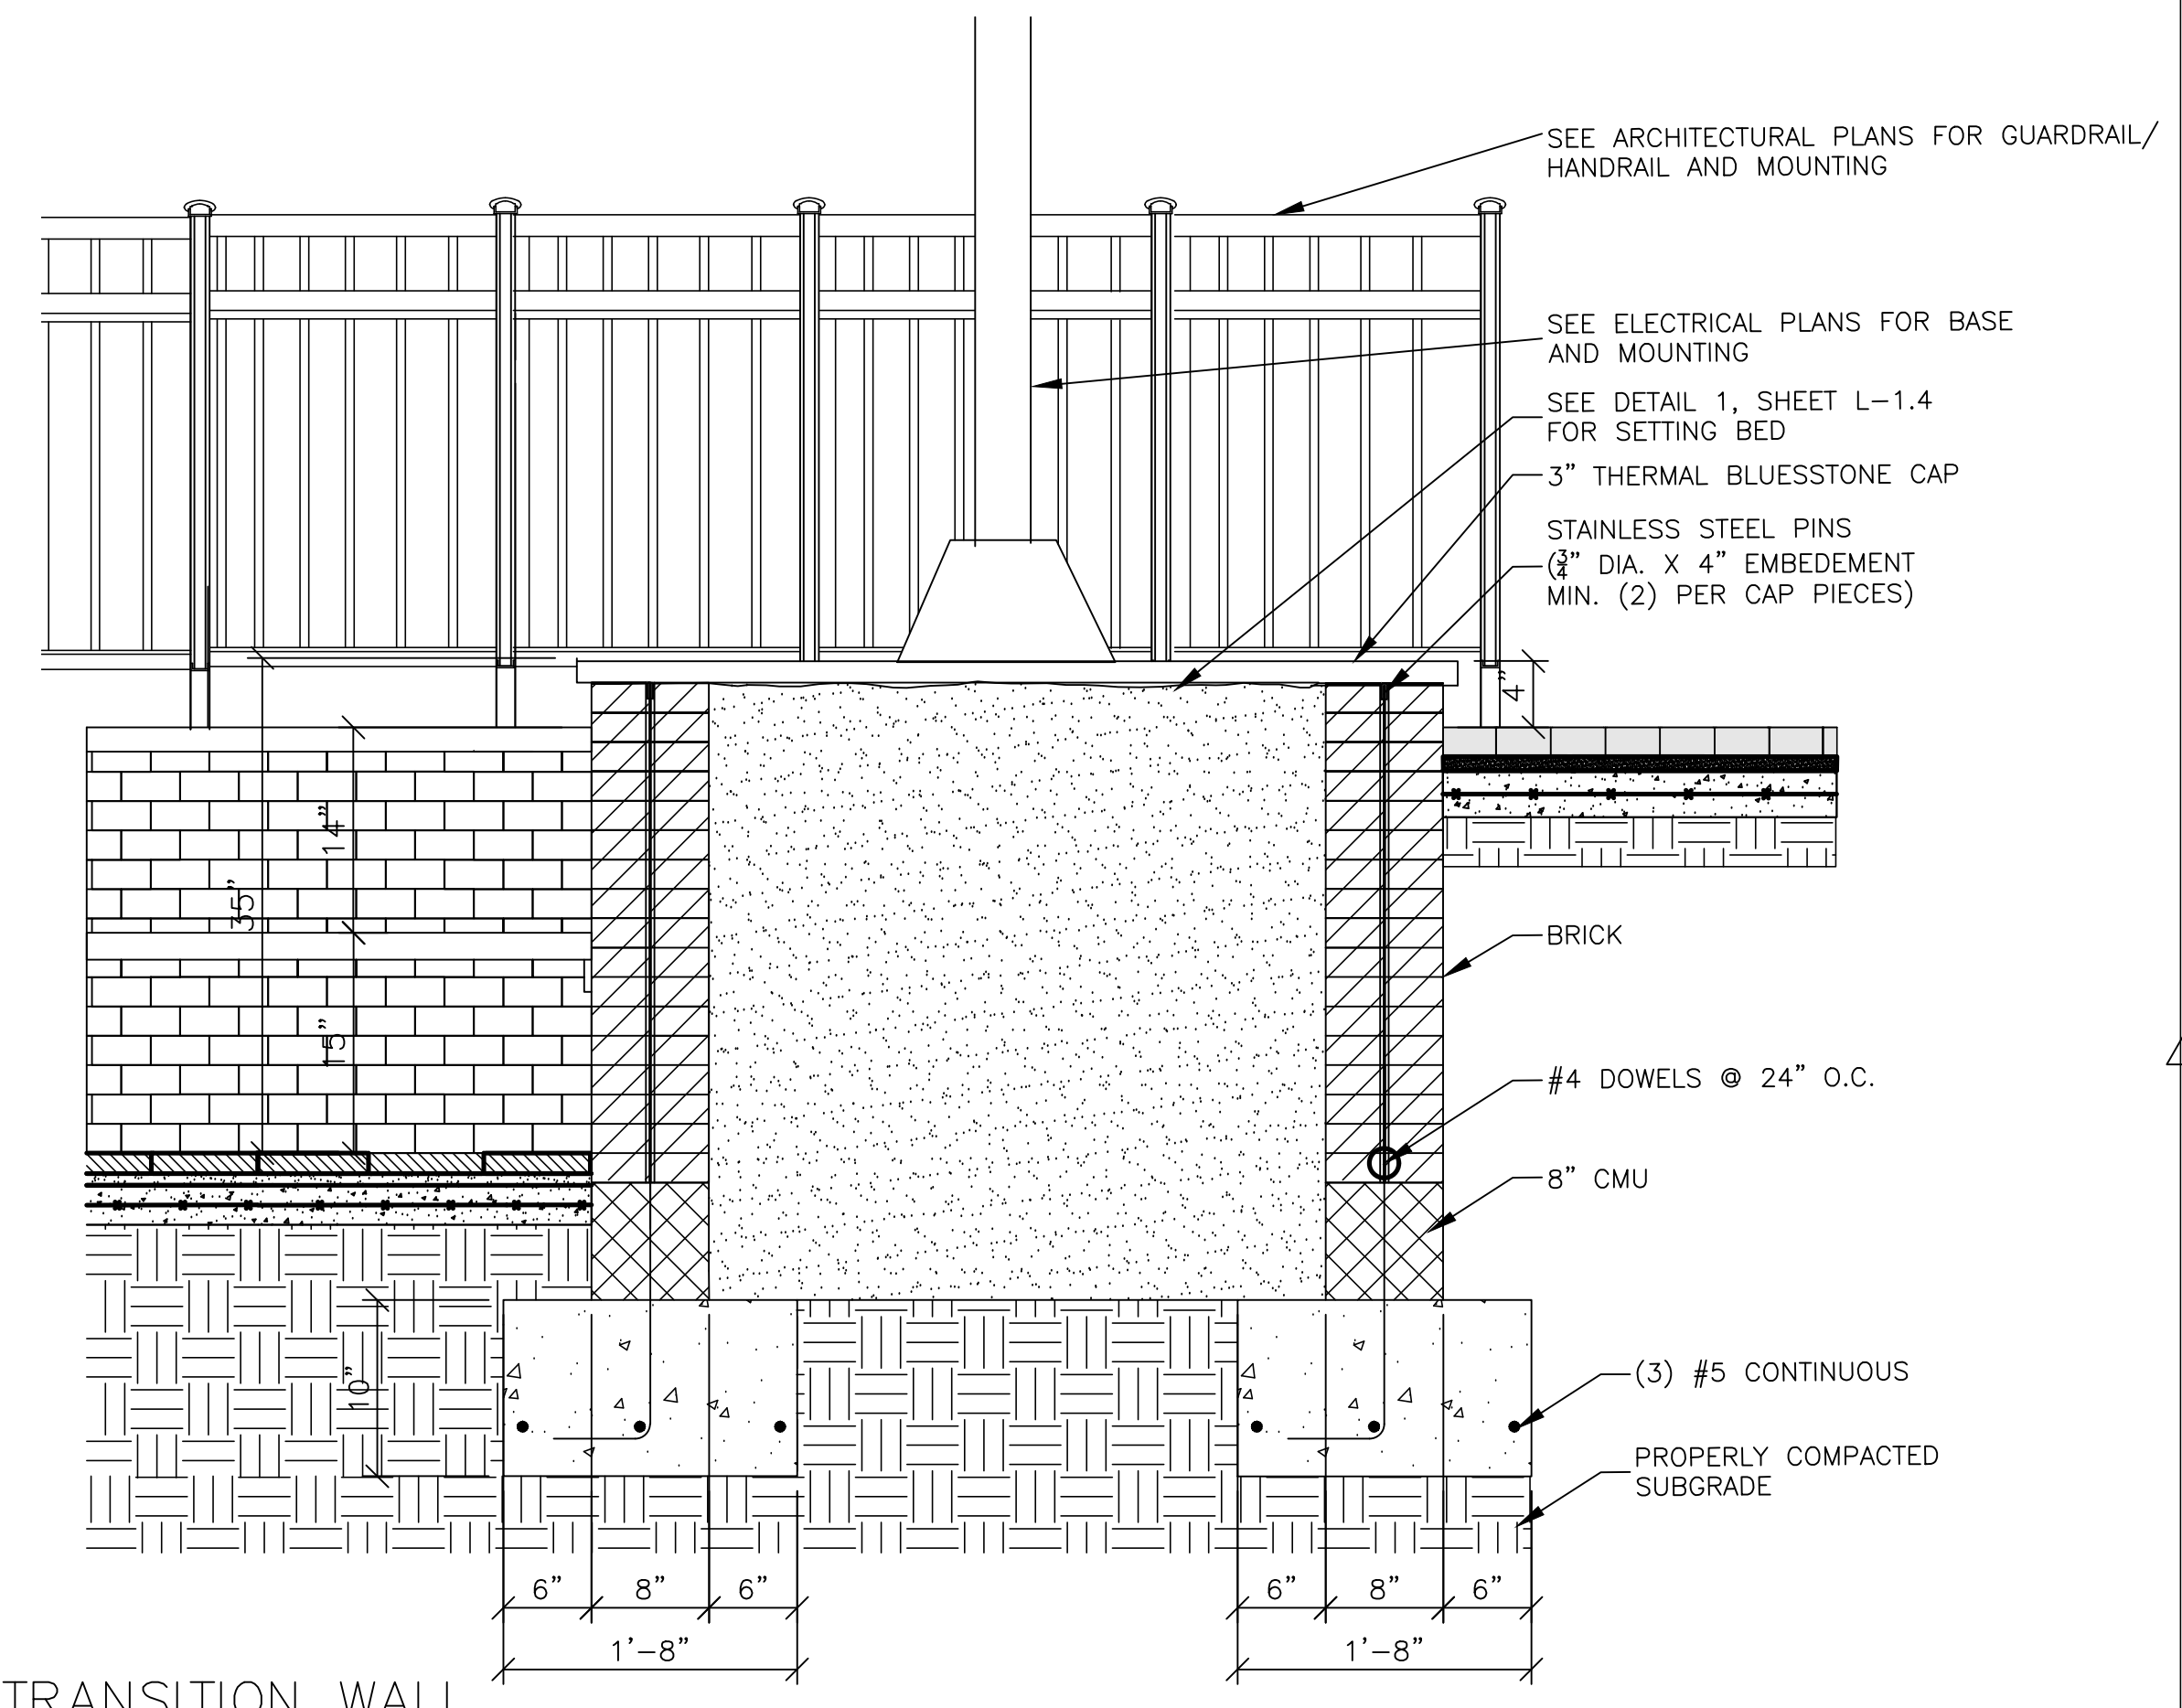 SEE ARCHITECTURAL PLANS FOR GUARDRAIL/
HANDRAIL AND MOUNTING
SEE ELECTRICAL PLANS FOR BASE
AND MOUNTING
SEE DETAIL 1, SHEET L-1.4
FOR SETTING BED
3" THERMAL BLUESSTONE CAP
STAINLESS STEEL PINS
(3/4" DIA. X 4" EMBEDEMENT
MIN. (2) PER CAP PIECES)
4"
14"
35"
BRICK
15"
#4 DOWELS @ 24" O.C.
8" CMU
10"
(3) #5 CONTINUOUS
PROPERLY COMPACTED
SUBGRADE
6" 8" 6" 6" 8" 6"
1'-8" 1'-8"
TRANSITION WALL